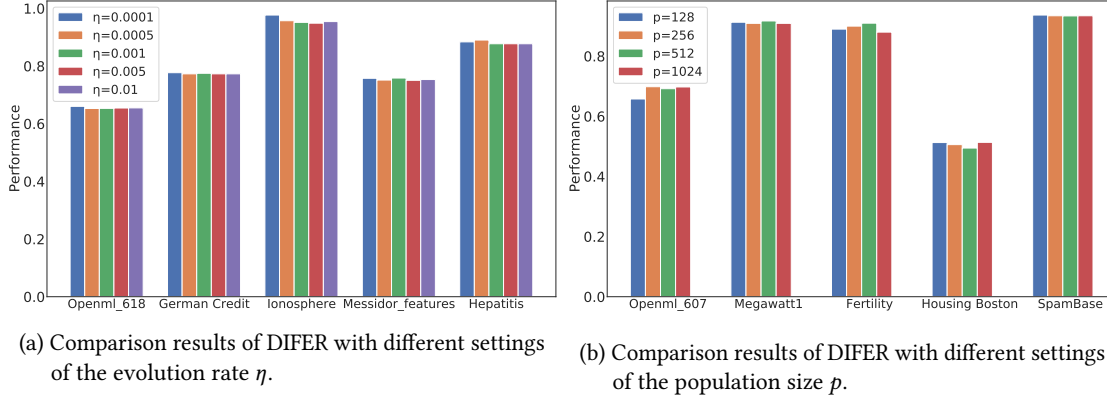 1.0
0.8
0.6
0.4
0.2
0.0
Performance
η=0.0001
η=0.0005
η=0.001
η=0.005
η=0.01
Openml_618 German Credit Ionosphere Messidor_features Hepatitis
(a) Comparison results of DIFER with different settings
of the evolution rate η.
0.8
0.6
0.4
0.2
0.0
Performance
p=128
p=256
p=512
p=1024
Openml_607 Megawatt1 Fertility Housing Boston SpamBase
(b) Comparison results of DIFER with different settings
of the population size p.